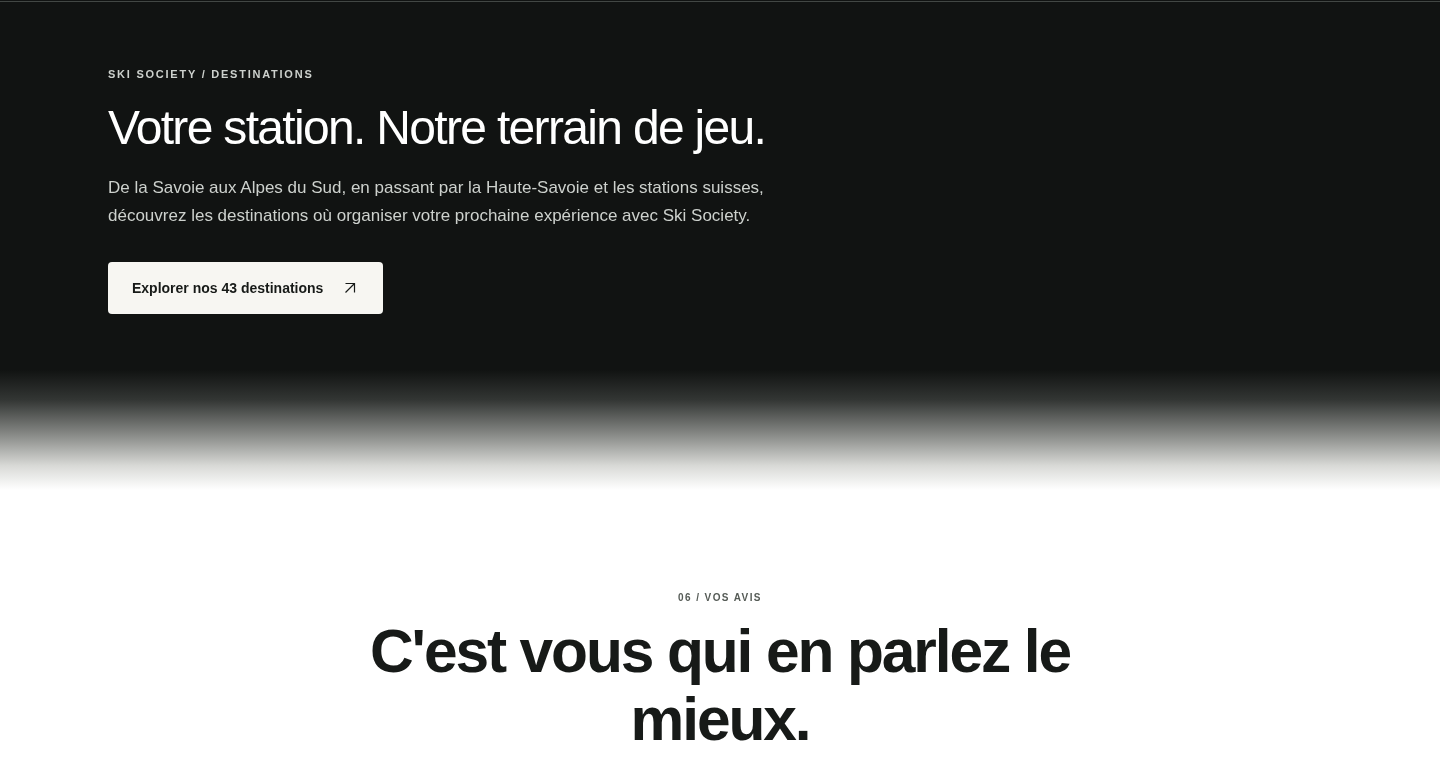 SKI SOCIETY / DESTINATIONS
Votre station. Notre terrain de jeu.
De la Savoie aux Alpes du Sud, en passant par la Haute-Savoie et les stations suisses,
découvrez les destinations où organiser votre prochaine expérience avec Ski Society.
Explorer nos 43 destinations
06 / VOS AVIS
C'est vous qui en parlez le
mieux.